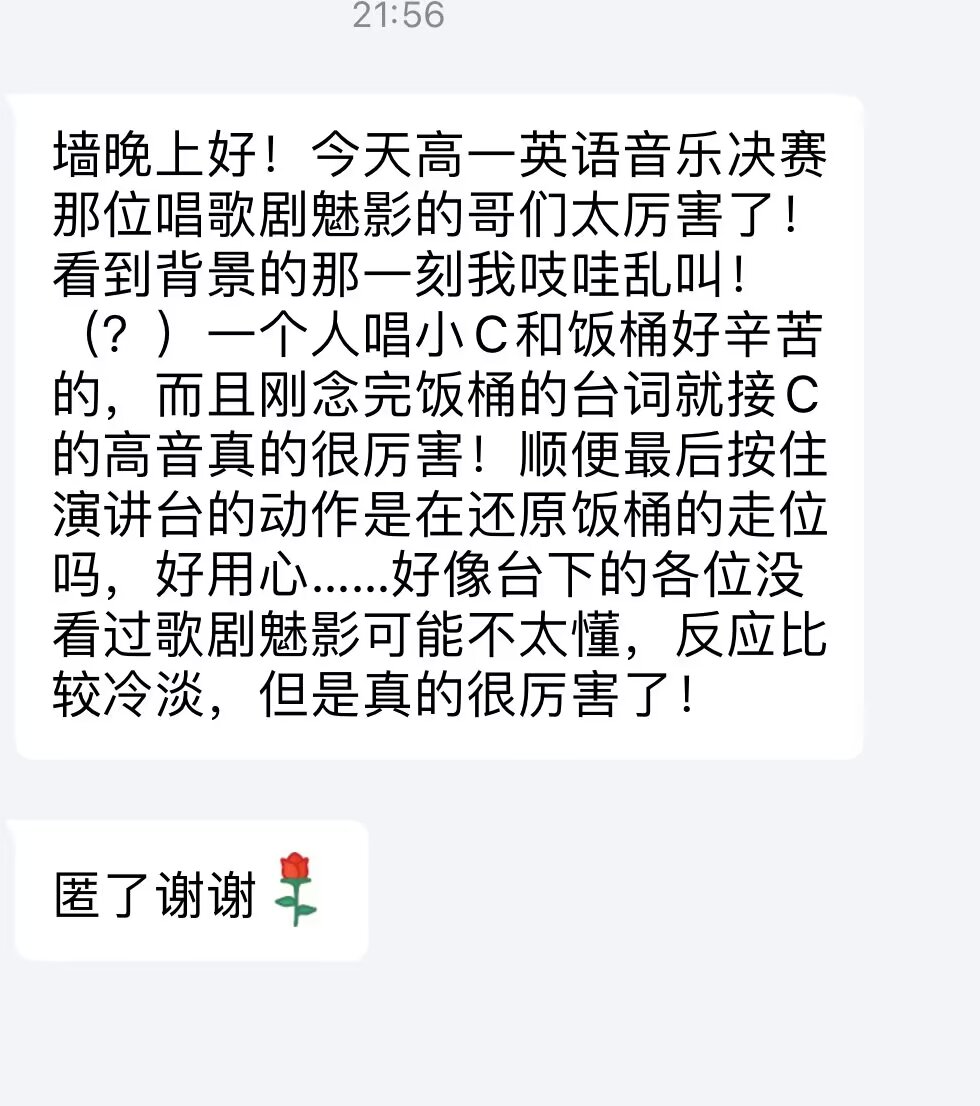 21:56
墙晚上好！今天高一英语音乐决赛
那位唱歌剧魅影的哥们太厉害了！
看到背景的那一刻我吱哇乱叫！
（？）一个人唱小C和饭桶好辛苦
的，而且刚念完饭桶的台词就接C
的高音真的很厉害！顺便最后按住
演讲台的动作是在还原饭桶的走位
吗，好用心......好像台下的各位没
看过歌剧魅影可能不太懂，反应比
较冷淡，但是真的很厉害了！
匿了谢谢🌹